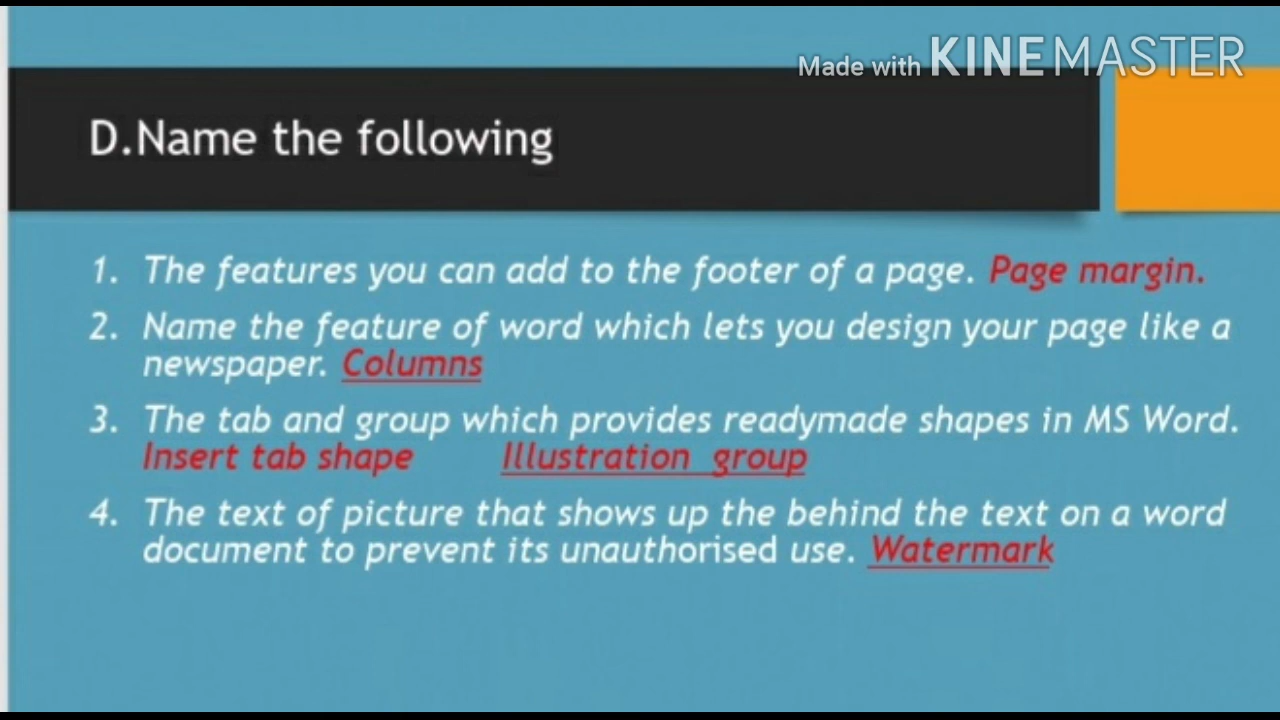 Made with KINEMASTER
D.Name the following
1. The features you can add to the footer of a page. Page margin.
2. Name the feature of word which lets you design your page like a
newspaper. Columns
3. The tab and group which provides readymade shapes in MS Word.
Insert tab shape Illustration group
4. The text of picture that shows up the behind the text on a word
document to prevent its unauthorised use. Watermark